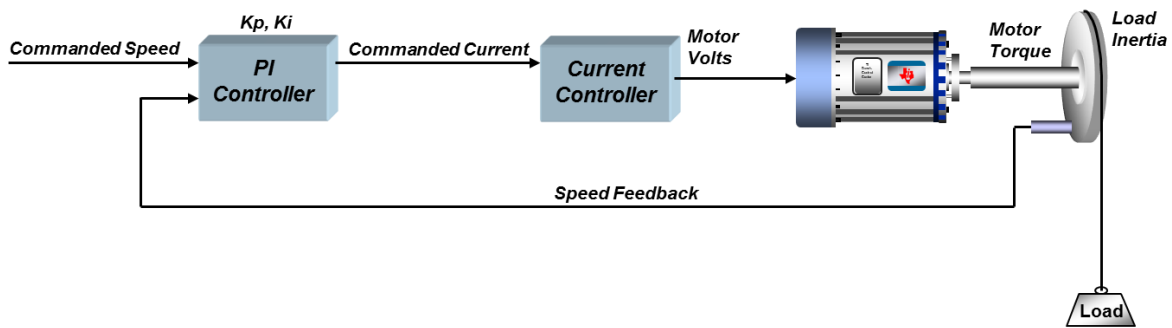 Kp, Ki
Commanded Speed
PI
Controller
Commanded Current
Current
Controller
Motor
Volts
Motor
Torque
Load
Inertia
Speed Feedback
Load